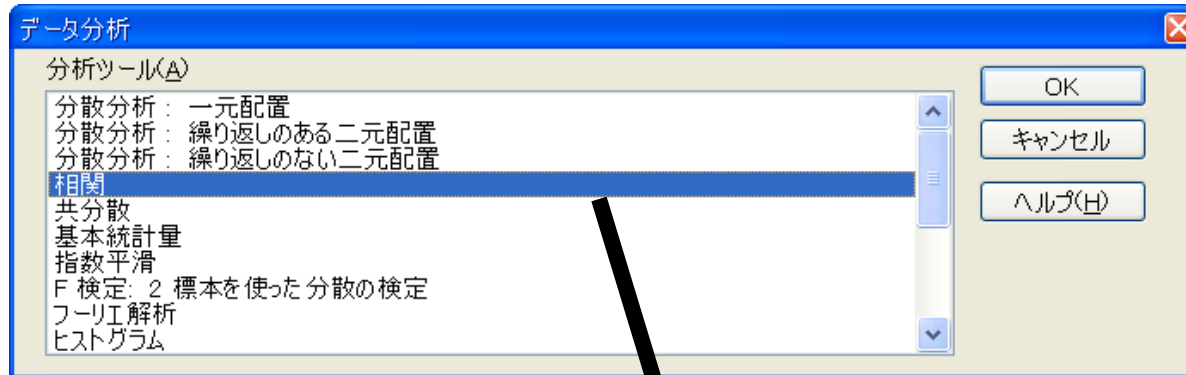 データ分析
分析ツール(A)
分散分析： 一元配置
分散分析： 繰り返しのある二元配置
分散分析： 繰り返しのない二元配置
相関
共分散
基本統計量
指数平滑
F 検定: 2 標本を使った分散の検定
フーリエ解析
ヒストグラム
OK
キャンセル
ヘルプ(H)